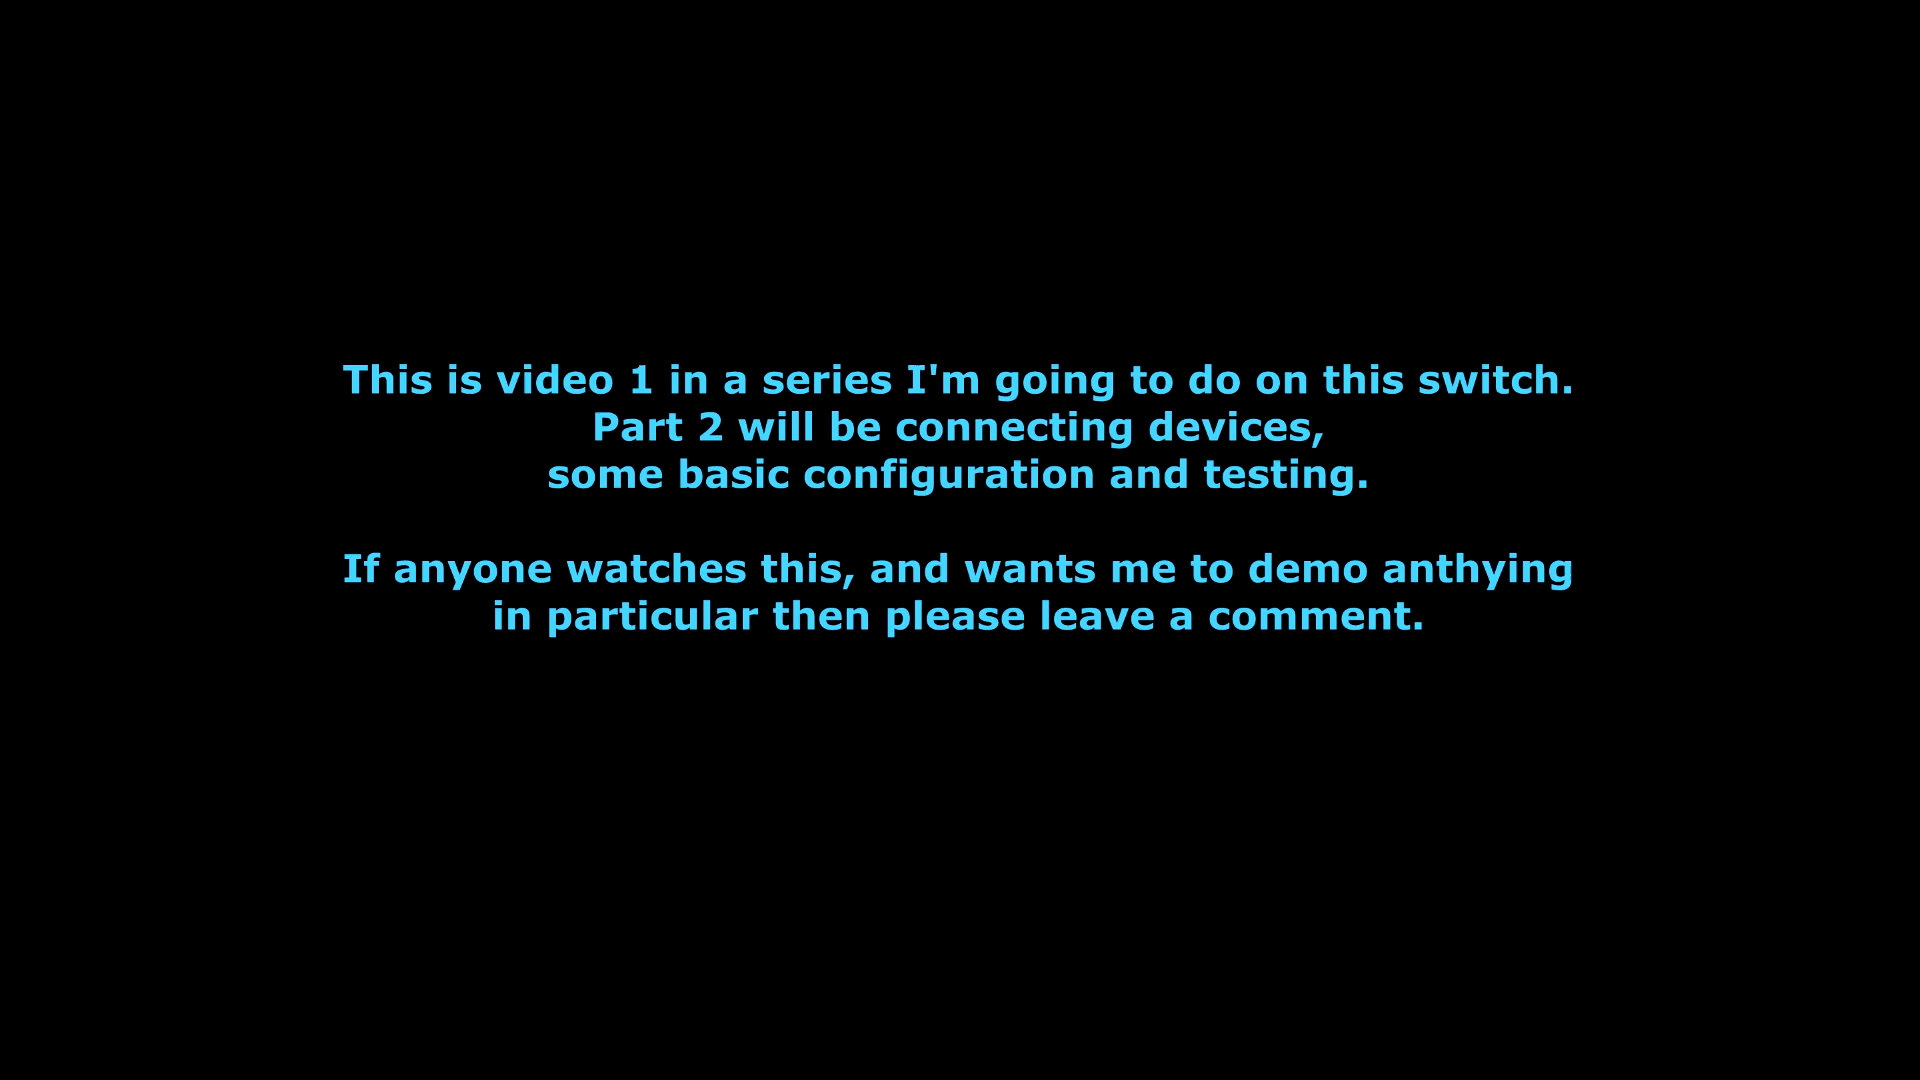 This is video 1 in a series I'm going to do on this switch.
Part 2 will be connecting devices,
some basic configuration and testing.
If anyone watches this, and wants me to demo anthying
in particular then please leave a comment.